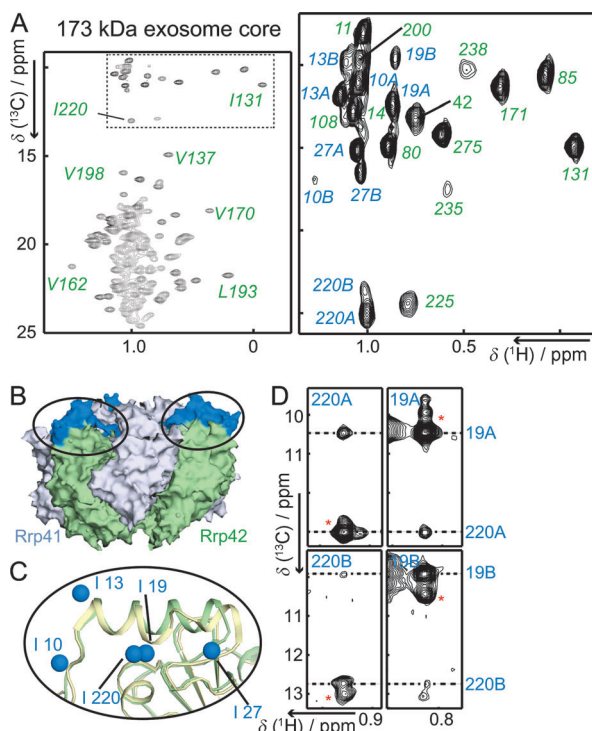 A 173 kDa exosome core
δ (¹³C) / ppm
15
20
25
1.0 0
I131
I220
V137
V198
V170
V162
L193
11
200
13B
19B
238
10A
19A
85
13A
42
171
108
14
27A
80
275
131
10B
27B
235
220B
220A
225
1.0 0.5
δ (¹H) / ppm
B
Rrp41 Rrp42
C
I 13
I 19
I 10
I 220
I 27
D
220A 19A
10
*
19A
11
*
220A
δ (¹³C) / ppm
220B 19B
19B
11
*
12
220B
13
*
0.9 0.8
δ (¹H) / ppm